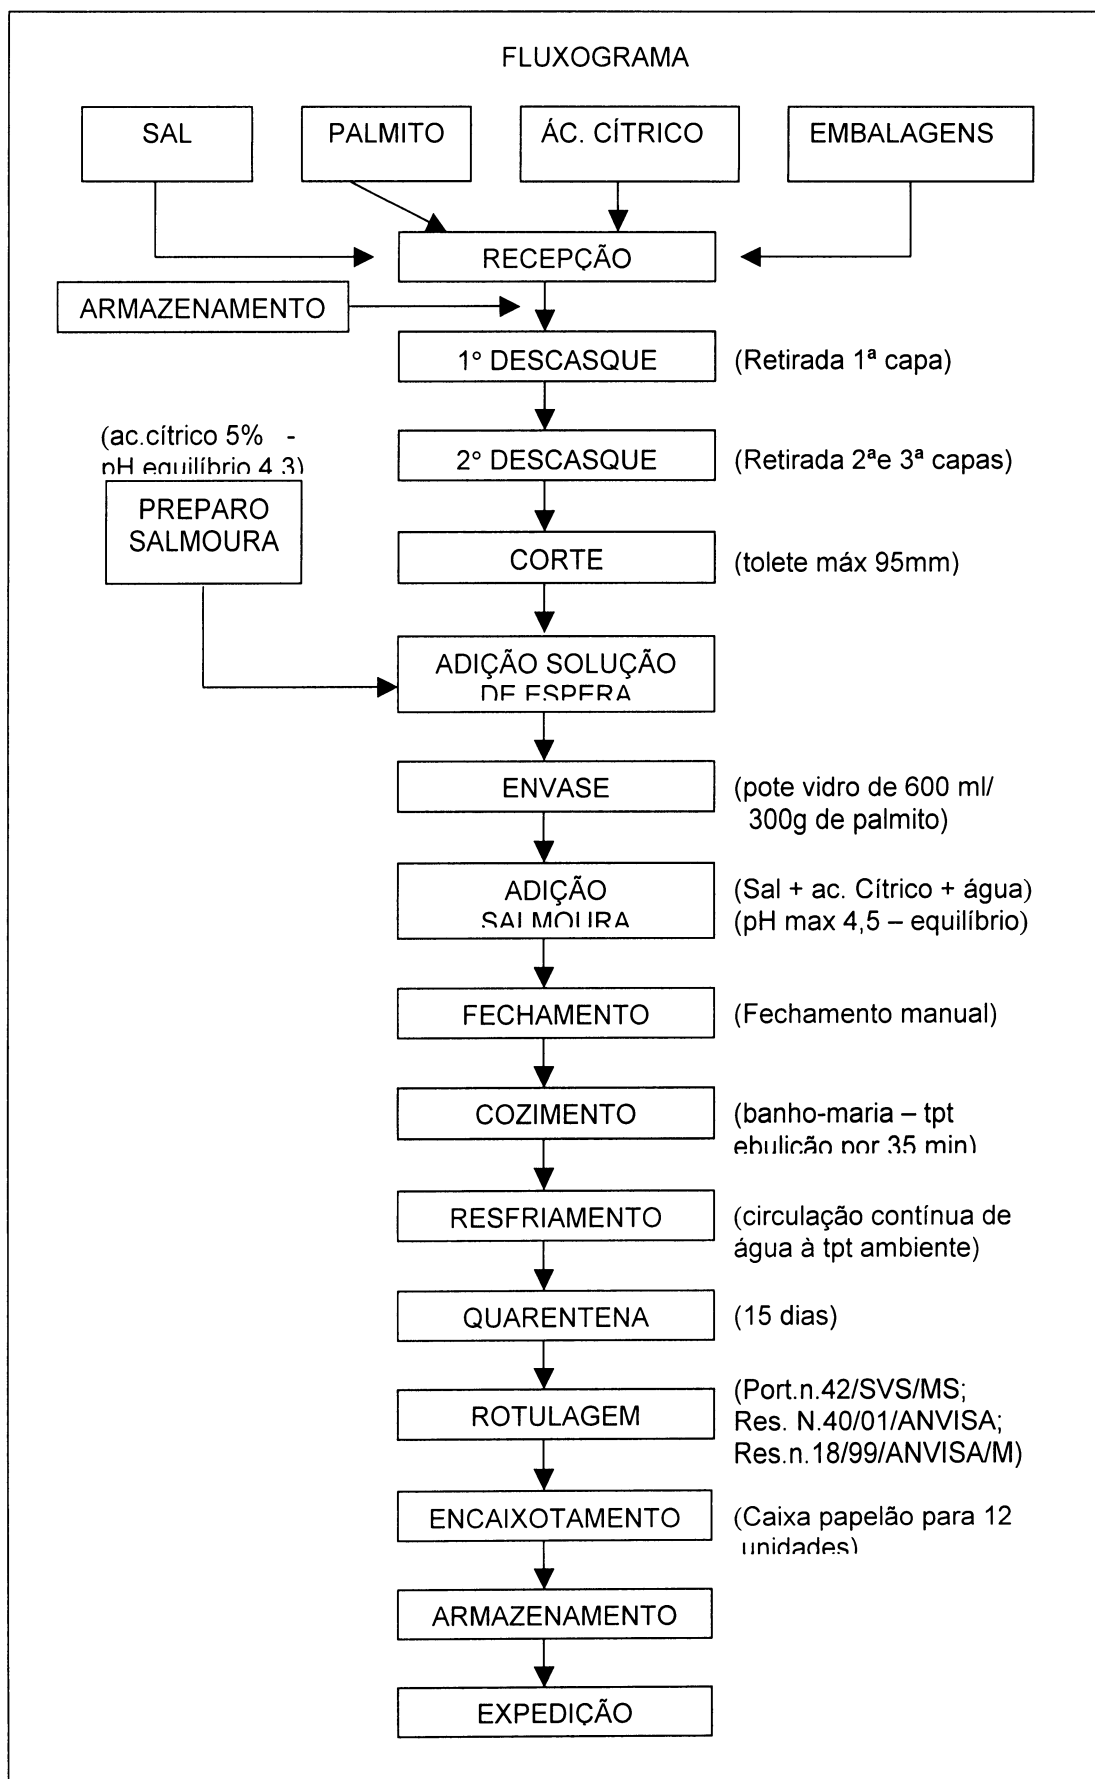 FLUXOGRAMA
SAL
PALMITO
ÁC. CÍTRICO
EMBALAGENS
RECEPÇÃO
ARMAZENAMENTO
1º DESCASQUE
(Retirada 1ª capa)
(ac.cítrico 5% -
pH equilíbrio 4,3)
2º DESCASQUE
(Retirada 2ªe 3ª capas)
PREPARO
SALMOURA
CORTE
(tolete máx 95mm)
ADIÇÃO SOLUÇÃO
DE ESPERA
ENVASE
(pote vidro de 600 ml/
300g de palmito)
ADIÇÃO
SALMOURA
(Sal + ac. Cítrico + água)
(pH max 4,5 – equilíbrio)
FECHAMENTO
(Fechamento manual)
COZIMENTO
(banho-maria – tpt
ebulição por 35 min)
RESFRIAMENTO
(circulação contínua de
água à tpt ambiente)
QUARENTENA
(15 dias)
ROTULAGEM
(Port.n.42/SVS/MS;
Res. N.40/01/ANVISA;
Res.n.18/99/ANVISA/M)
ENCAIXOTAMENTO
(Caixa papelão para 12
unidades)
ARMAZENAMENTO
EXPEDIÇÃO